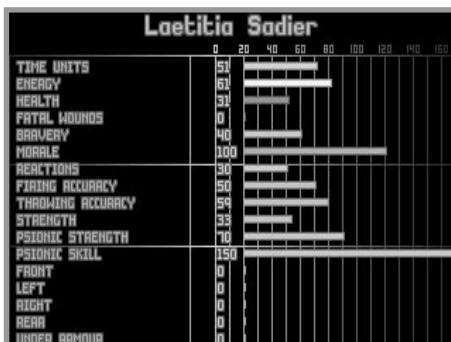 Laetitia Sadier
0 20 40 60 80 100 120 140 160
TIME UNITS 51
ENERGY 61
HEALTH 31
FATAL WOUNDS 0
BRAVERY 40
MORALE 100
REACTIONS 30
FIRING ACCURACY 50
THROWING ACCURACY 59
STRENGTH 33
PSIONIC STRENGTH 70
PSIONIC SKILL 150
FRONT 0
LEFT 0
RIGHT 0
REAR 0
UNDER ARMOUR 0